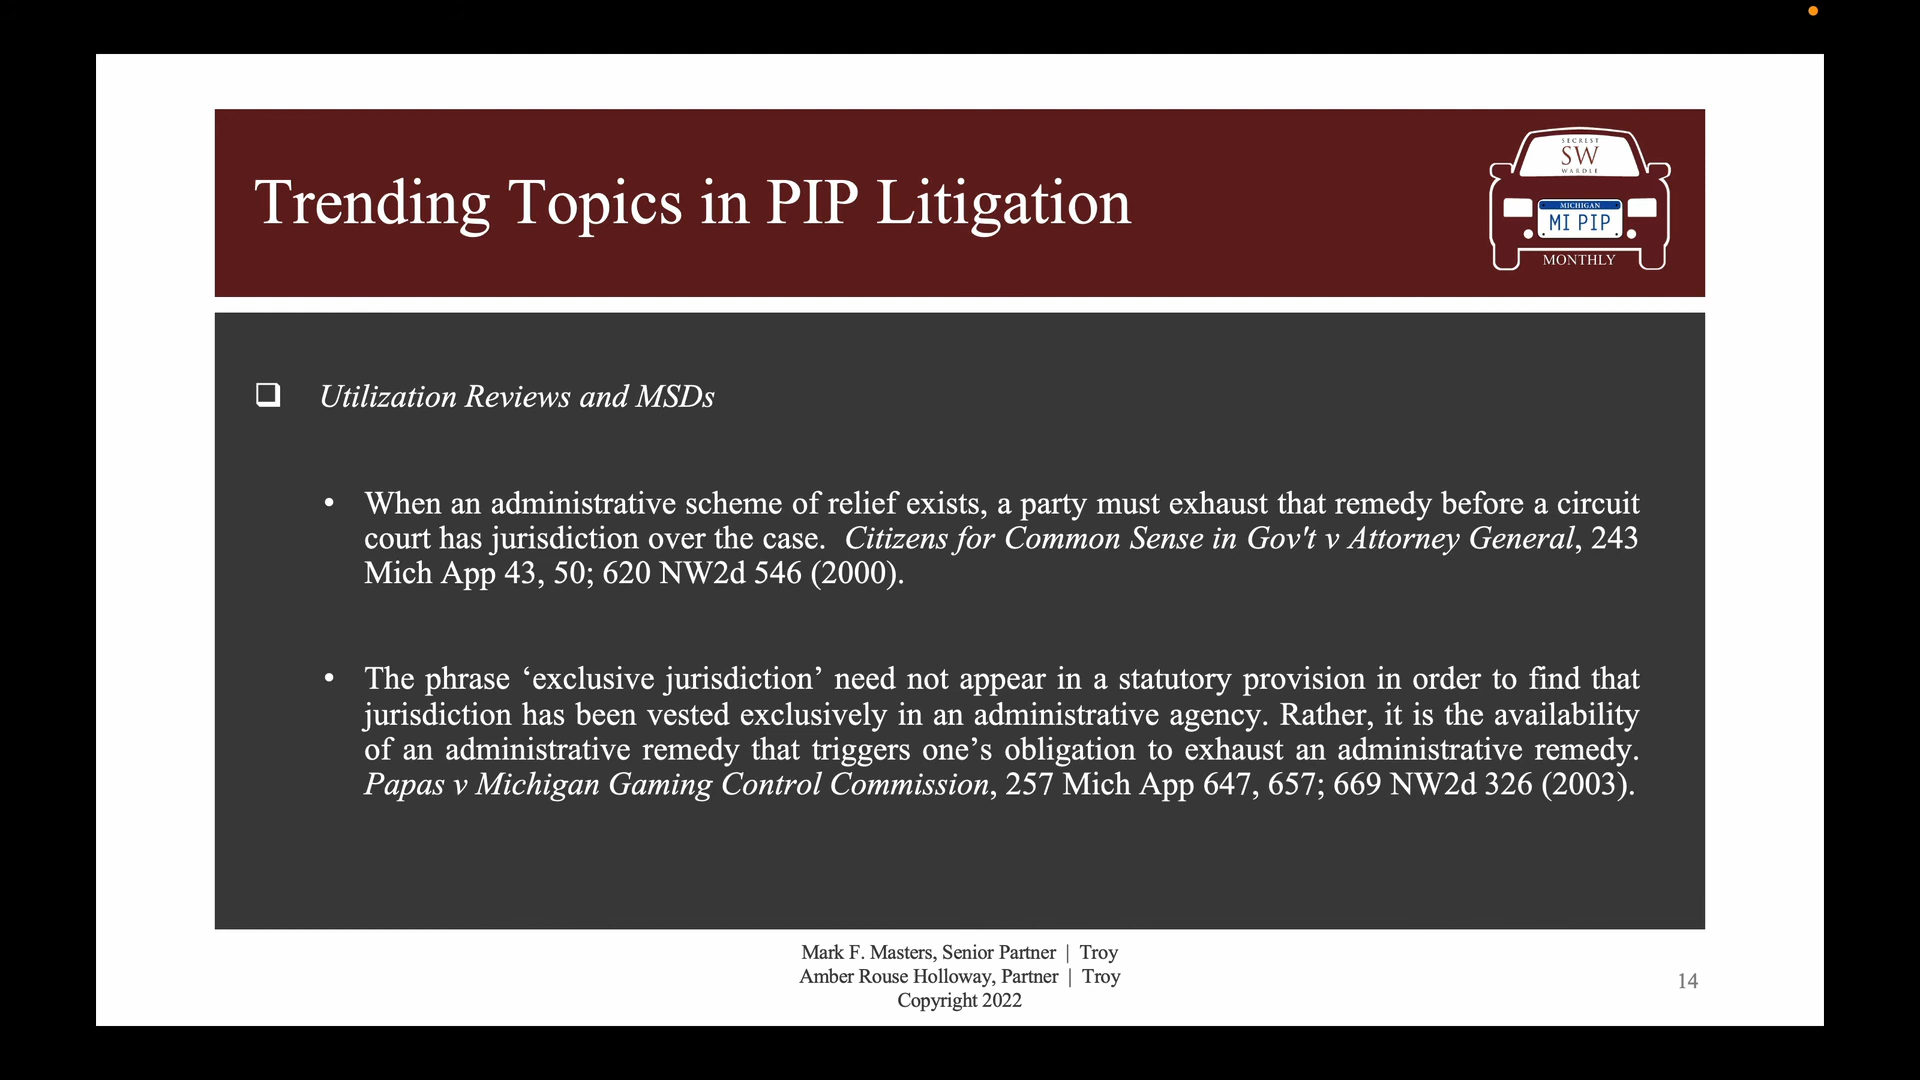 Trending Topics in PIP Litigation
SECREST
SW
WARDLE
MICHIGAN
MI PIP
MONTHLY
Utilization Reviews and MSDs
• When an administrative scheme of relief exists, a party must exhaust that remedy before a circuit
court has jurisdiction over the case. Citizens for Common Sense in Gov't v Attorney General, 243
Mich App 43, 50; 620 NW2d 546 (2000).
• The phrase ‘exclusive jurisdiction’ need not appear in a statutory provision in order to find that
jurisdiction has been vested exclusively in an administrative agency. Rather, it is the availability
of an administrative remedy that triggers one’s obligation to exhaust an administrative remedy.
Papas v Michigan Gaming Control Commission, 257 Mich App 647, 657; 669 NW2d 326 (2003).
Mark F. Masters, Senior Partner | Troy
Amber Rouse Holloway, Partner | Troy
Copyright 2022
14